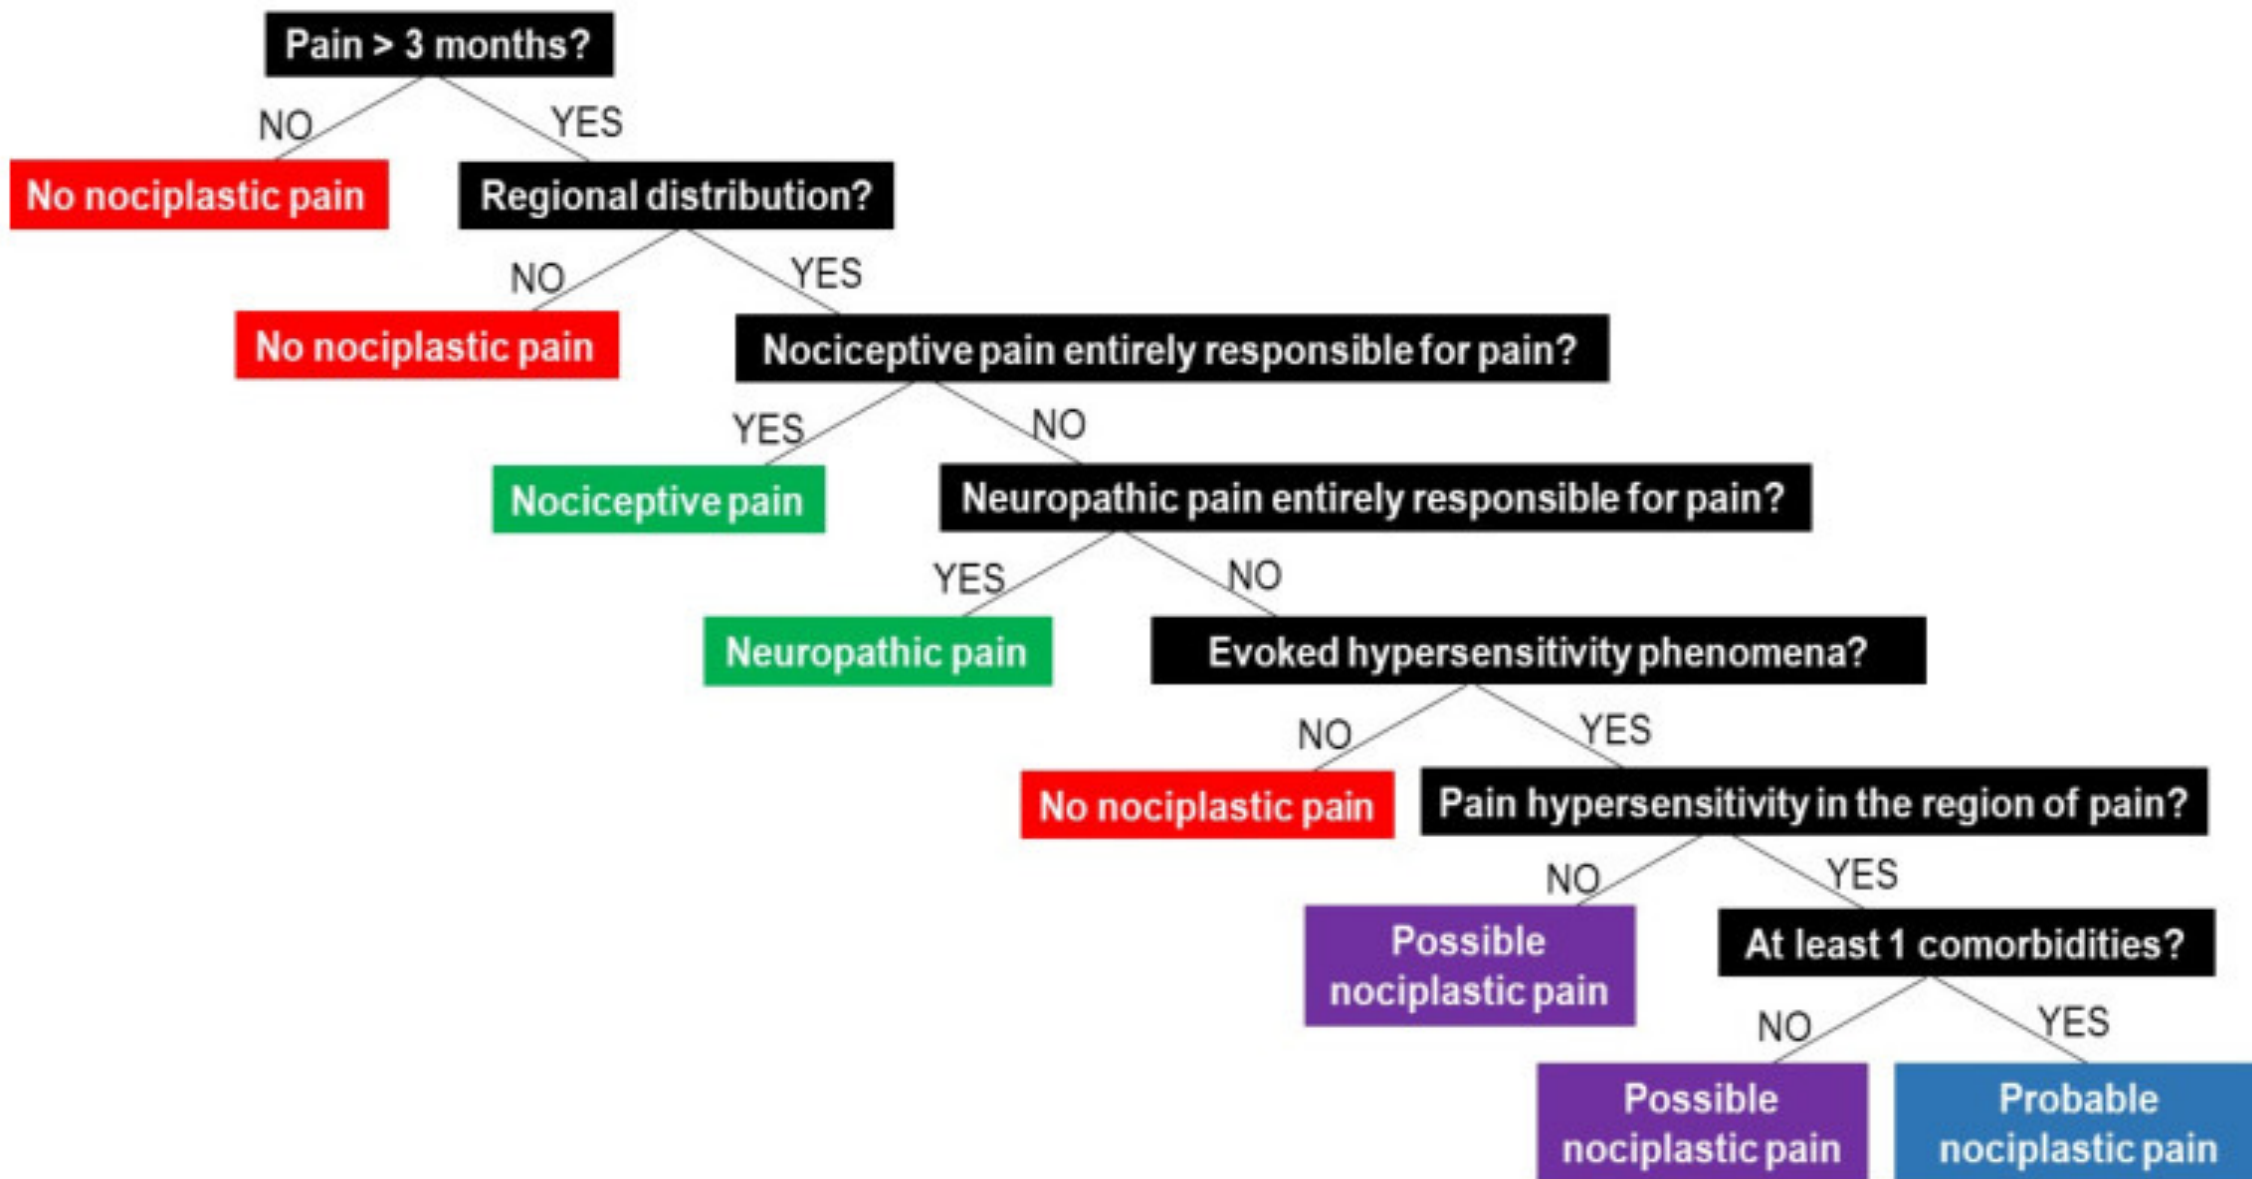 Pain > 3 months?
NO
YES
No nociplastic pain
Regional distribution?
NO
YES
No nociplastic pain
Nociceptive pain entirely responsible for pain?
YES
NO
Nociceptive pain
Neuropathic pain entirely responsible for pain?
YES
NO
Neuropathic pain
Evoked hypersensitivity phenomena?
NO
YES
No nociplastic pain
Pain hypersensitivity in the region of pain?
NO
YES
Possible
nociplastic pain
At least 1 comorbidities?
NO
YES
Possible
nociplastic pain
Probable
nociplastic pain